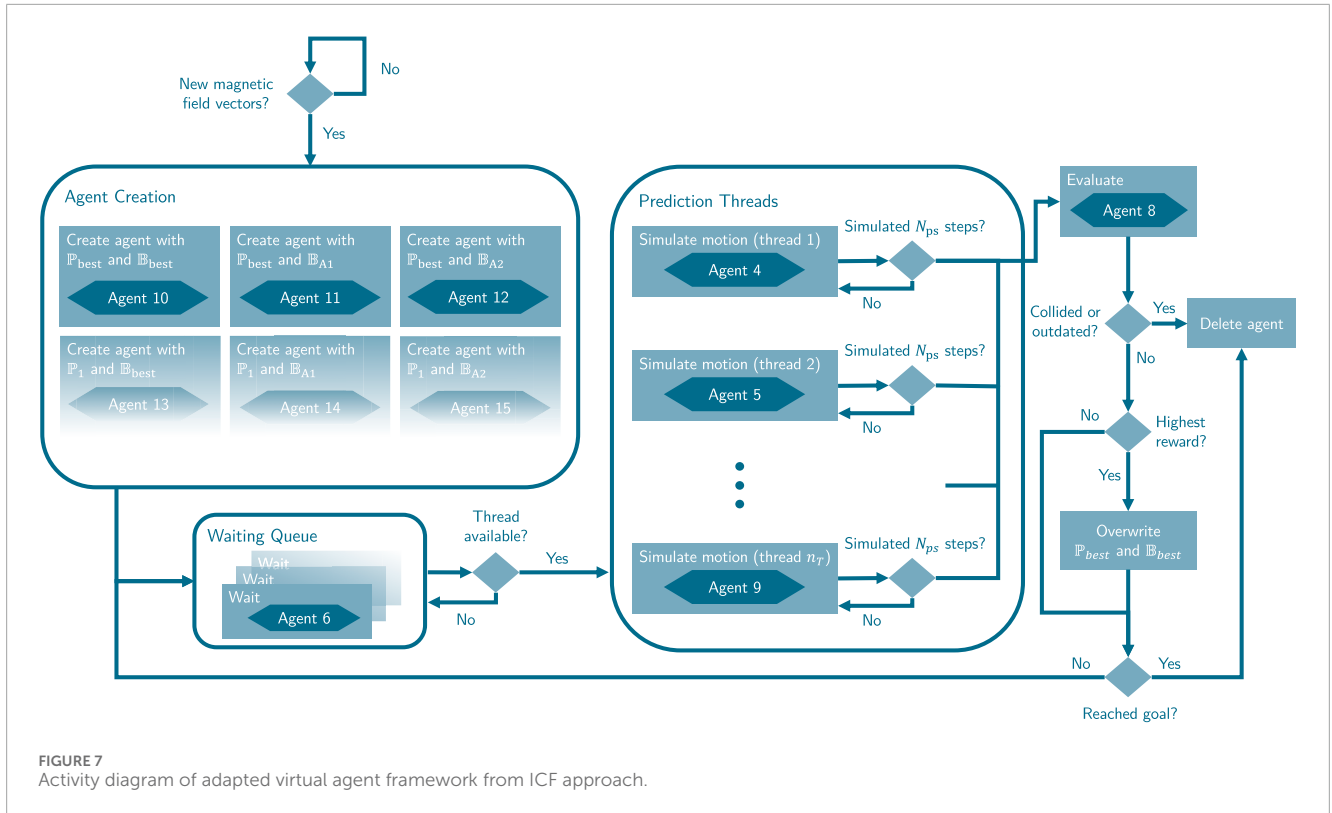 No
New magnetic
field vectors?
Yes
Agent Creation
Create agent with
ℙbest and 𝔹best
Agent 10
Create agent with
ℙbest and 𝔹A1
Agent 11
Create agent with
ℙbest and 𝔹A2
Agent 12
Create agent with
ℙ1 and 𝔹best
Agent 13
Create agent with
ℙ1 and 𝔹A1
Agent 14
Create agent with
ℙ1 and 𝔹A2
Agent 15
Waiting Queue
Wait
Wait
Wait
Agent 6
Thread
available?
Yes
No
Prediction Threads
Simulate motion (thread 1)
Agent 4
Simulated Nps steps?
No
Simulate motion (thread 2)
Agent 5
Simulated Nps steps?
No
Simulate motion (thread nT)
Agent 9
Simulated Nps steps?
No
Evaluate
Agent 8
Collided or
outdated?
Yes
Delete agent
No
No
Highest
reward?
Yes
Overwrite
ℙbest and 𝔹best
No
Yes
Reached goal?
FIGURE 7
Activity diagram of adapted virtual agent framework from ICF approach.